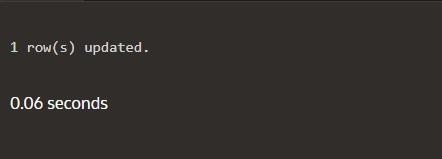 1 row(s) updated.
0.06 seconds